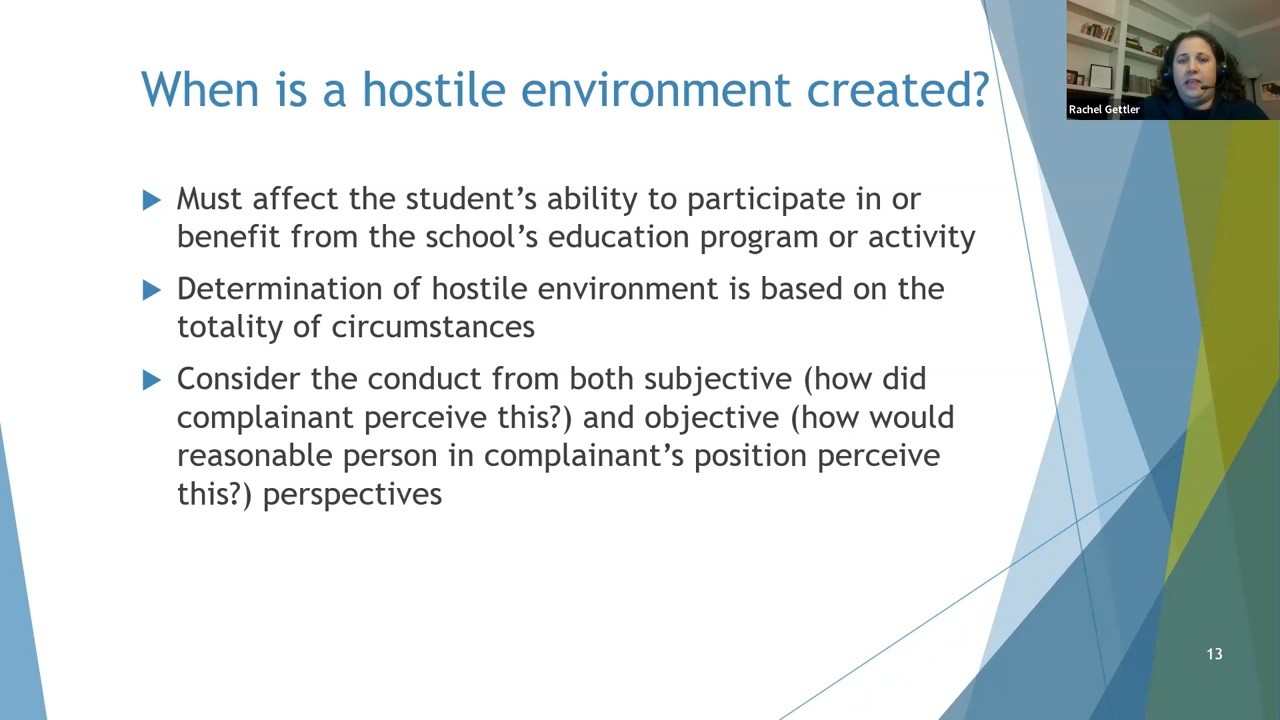 When is a hostile environment created?
Rachel Gettler
Must affect the student’s ability to participate in or
benefit from the school’s education program or activity
Determination of hostile environment is based on the
totality of circumstances
Consider the conduct from both subjective (how did
complainant perceive this?) and objective (how would
reasonable person in complainant’s position perceive
this?) perspectives
13